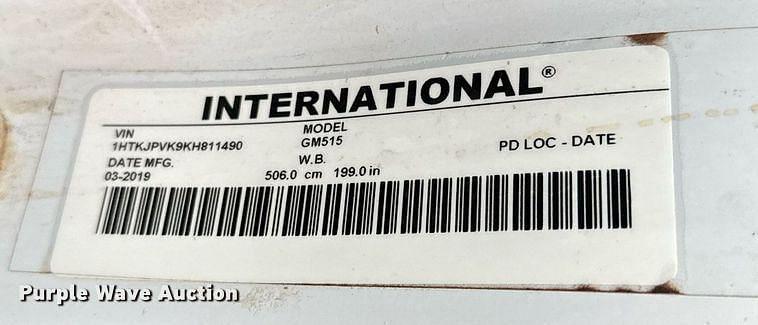 INTERNATIONAL®
VIN
1HTKJPVK9KH811490
MODEL
GM515
DATE MFG.
03-2019
W.B.
506.0 cm 199.0 in
PD LOC - DATE
Purple Wave Auction